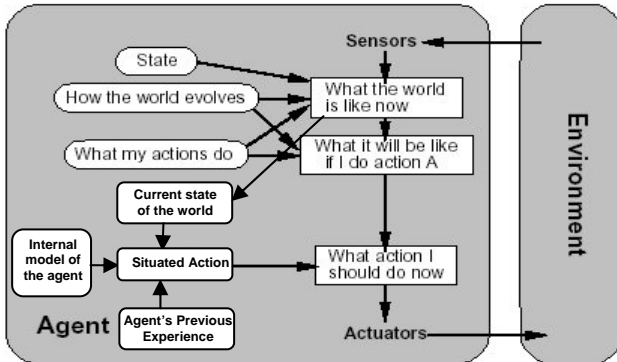 Sensors
State
What the world
is like now
How the world evolves
What my actions do
What it will be like
if I do action A
Current state
of the world
Internal
model of
the agent
Situated Action
What action I
should do now
Agent's Previous
Experience
Agent
Actuators
Environment